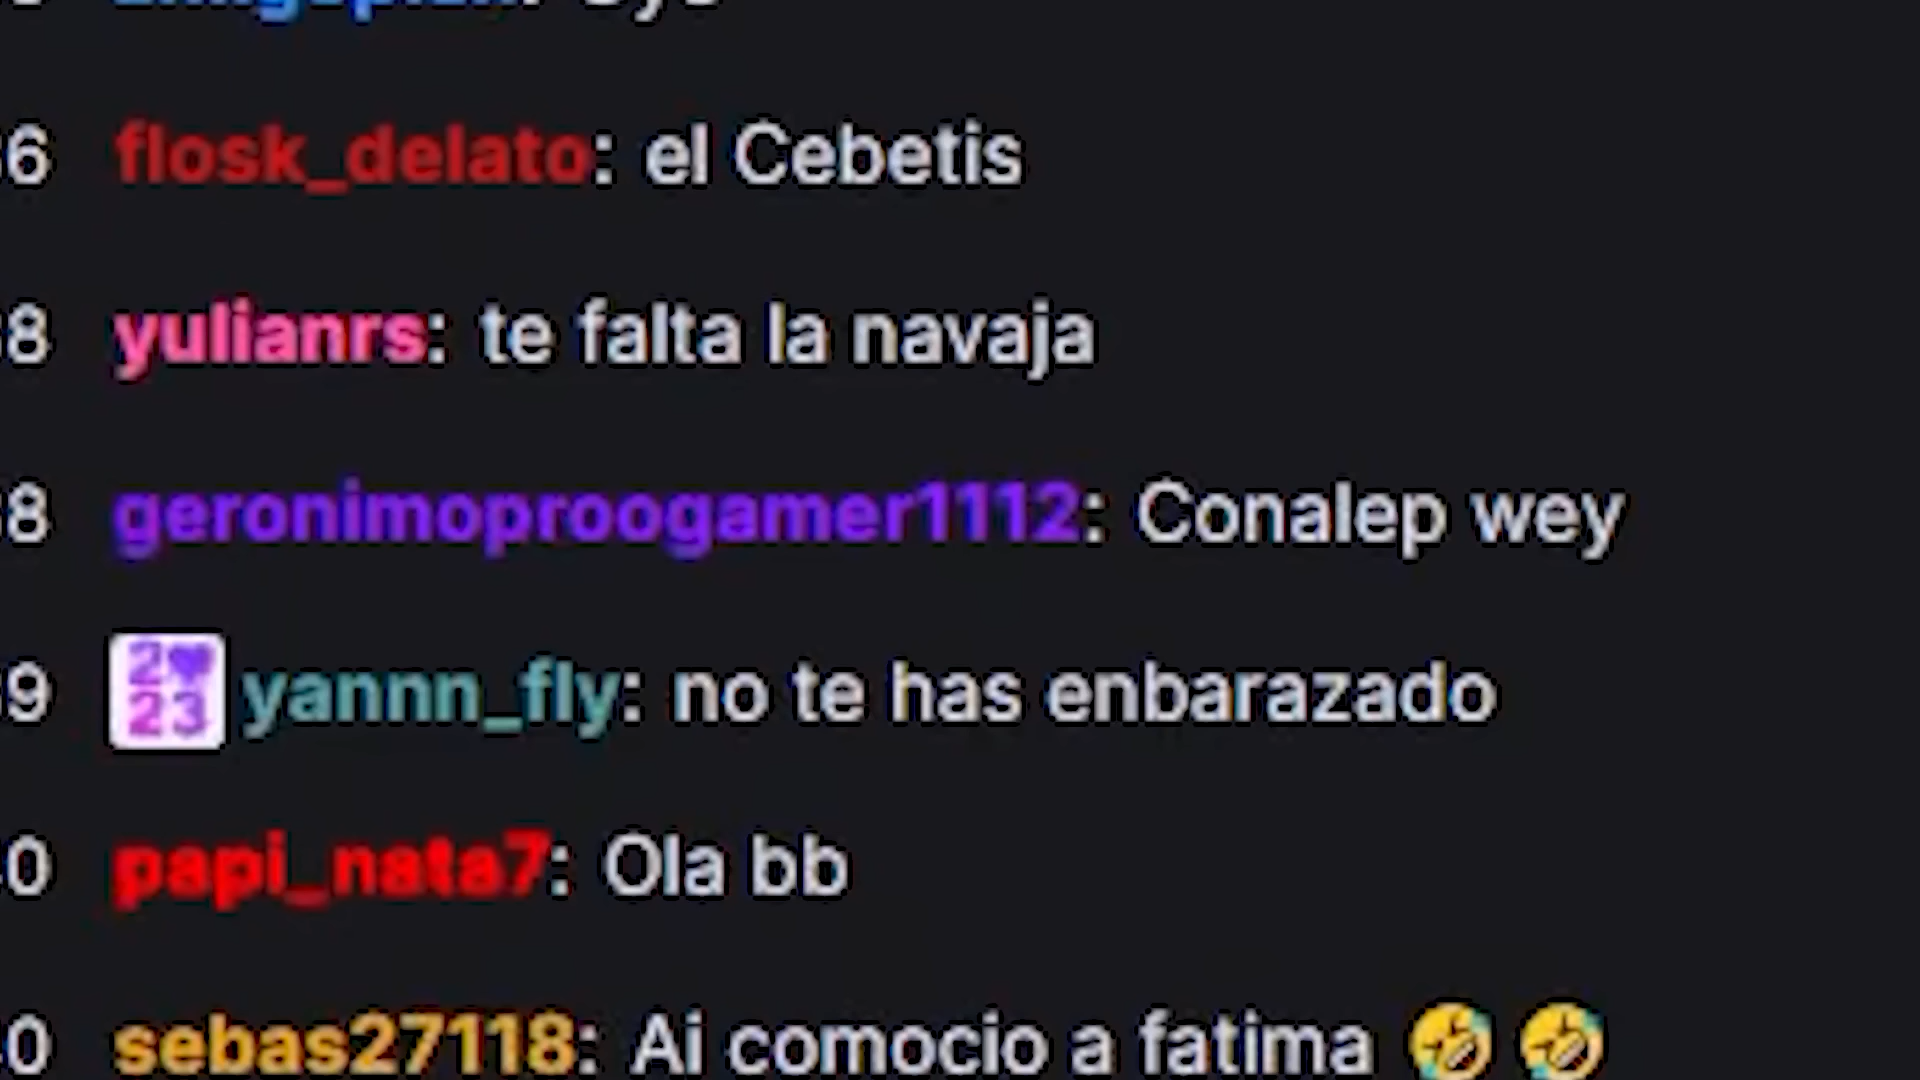 6 flosk_delato: el Cebetis
8 yulianrs: te falta la navaja
8 geronimoproogamer1112: Conalep wey
9 2023 yannn_fly: no te has enbarazado
0 papi_nata7: Ola bb
0 sebas27118: Ai comocio a fatima 🤣 🤣